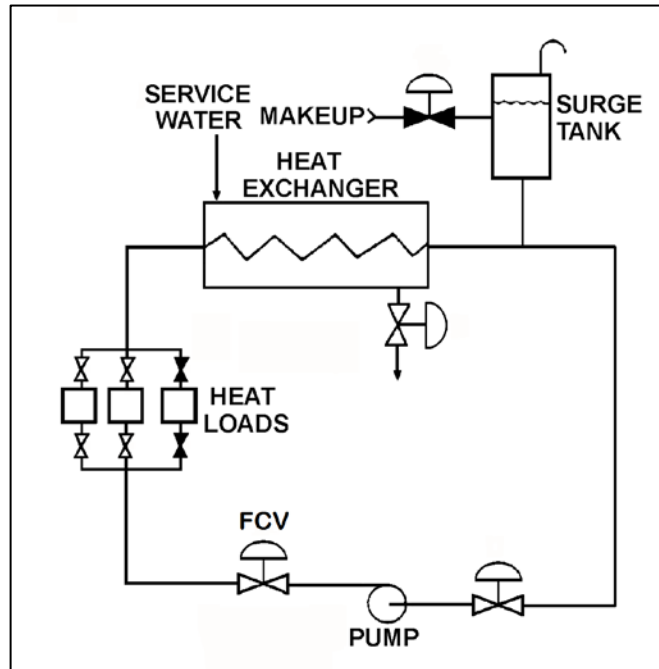 SERVICE
WATER
MAKEUP
SURGE
TANK
HEAT
EXCHANGER
HEAT
LOADS
FCV
PUMP